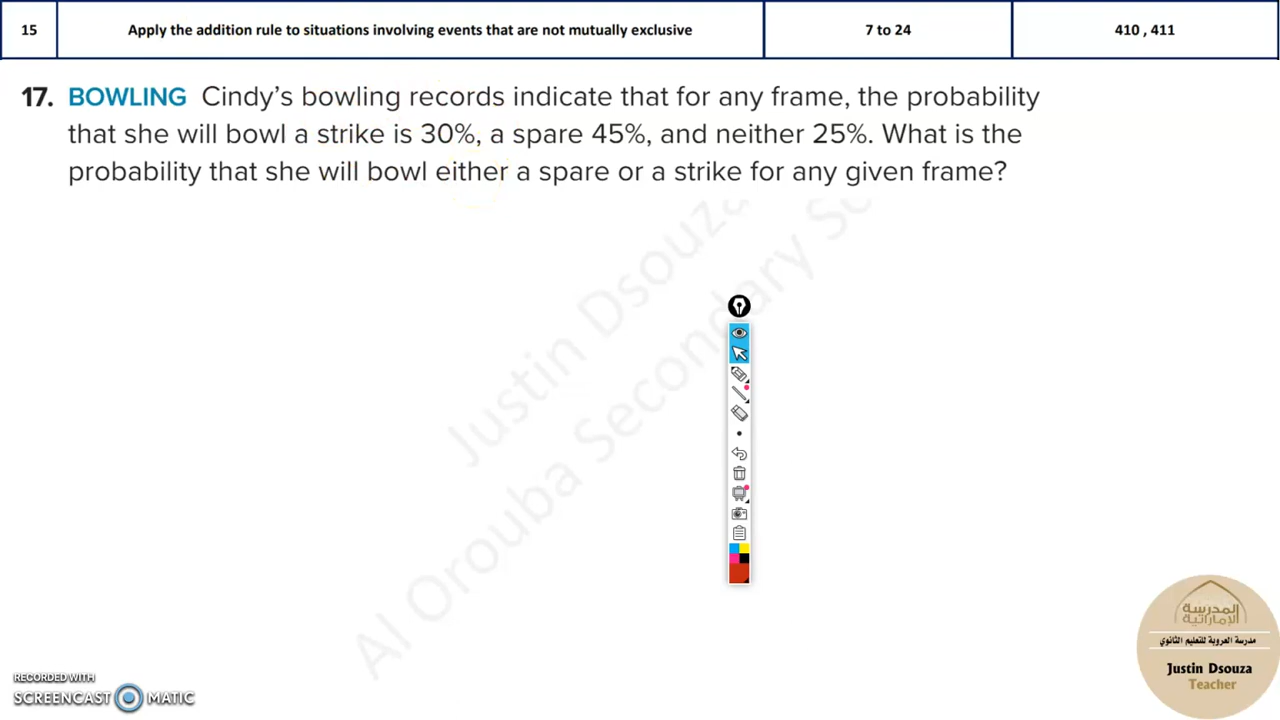 15 Apply the addition rule to situations involving events that are not mutually exclusive 7 to 24 410 , 411
17. BOWLING Cindy's bowling records indicate that for any frame, the probability
that she will bowl a strike is 30%, a spare 45%, and neither 25%. What is the
probability that she will bowl either a spare or a strike for any given frame?
Justin Dsouza
Al Orouba Secondary Sc
المدرسة
الإماراتية
مدرسة العروبة للتعليم الثانوي
Justin Dsouza
Teacher
RECORDED WITH
SCREENCAST MATIC